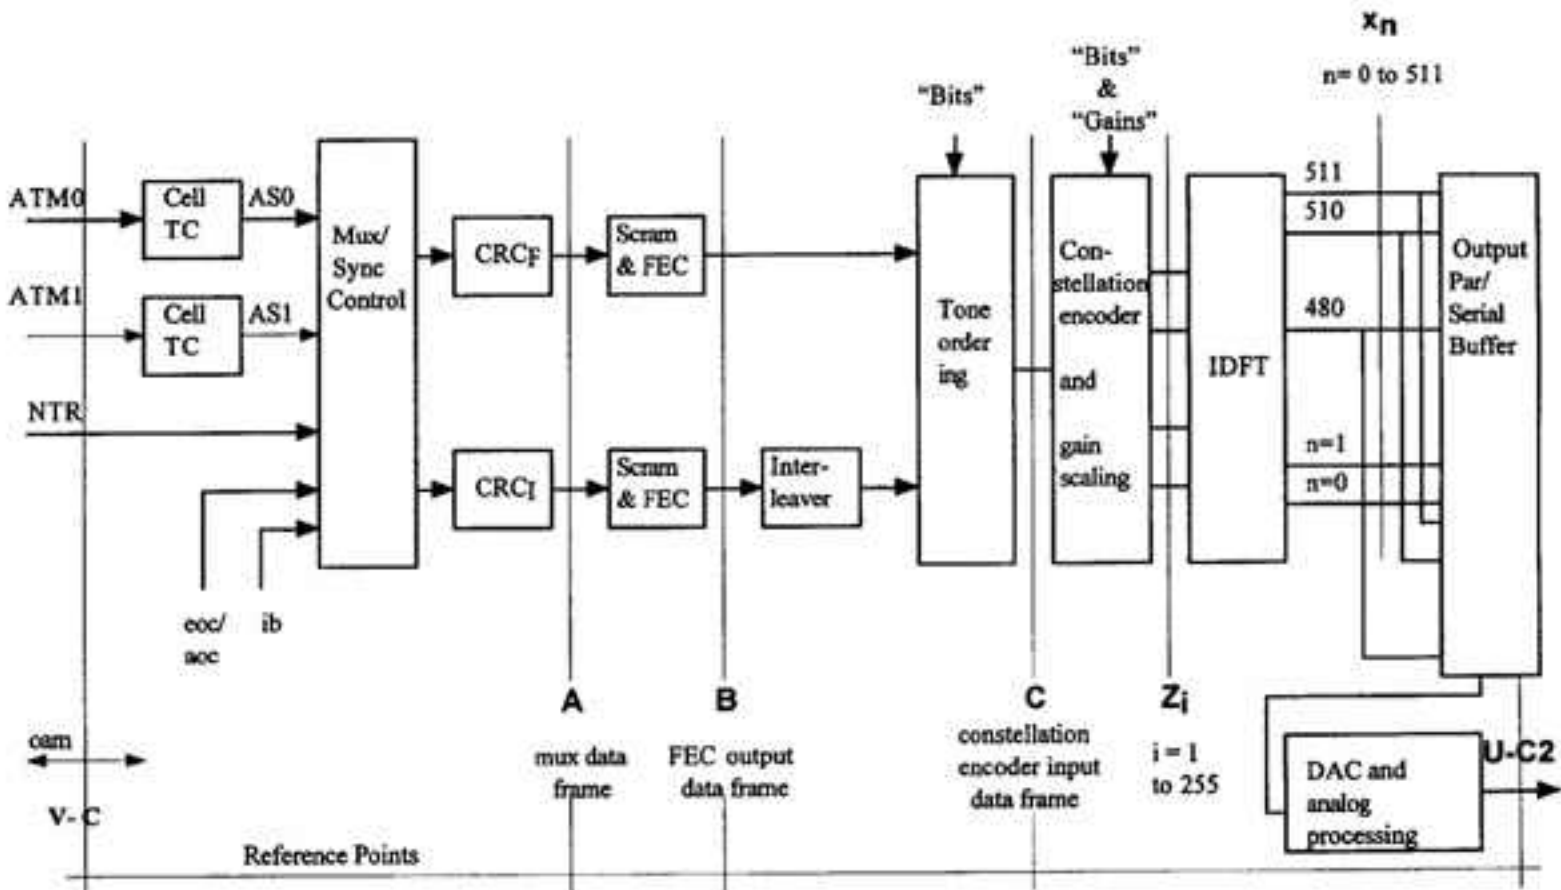 xn
n= 0 to 511
"Bits"
"Bits"
&
"Gains"
ATM0
Cell
TC
AS0
ATM1
Cell
TC
AS1
NTR
Mux/
Sync
Control
CRCF
Scram
& FEC
CRCI
Scram
& FEC
Inter-
leaver
Tone
order
ing
Con-
stellation
encoder
and
gain
scaling
IDFT
511
510
480
n=1
n=0
Output
Par/
Serial
Buffer
eoc/
aoc
ib
A
mux data
frame
B
FEC output
data frame
C
constellation
encoder input
data frame
Zi
i = 1
to 255
oam
V- C
DAC and
analog
processing
U-C2
Reference Points